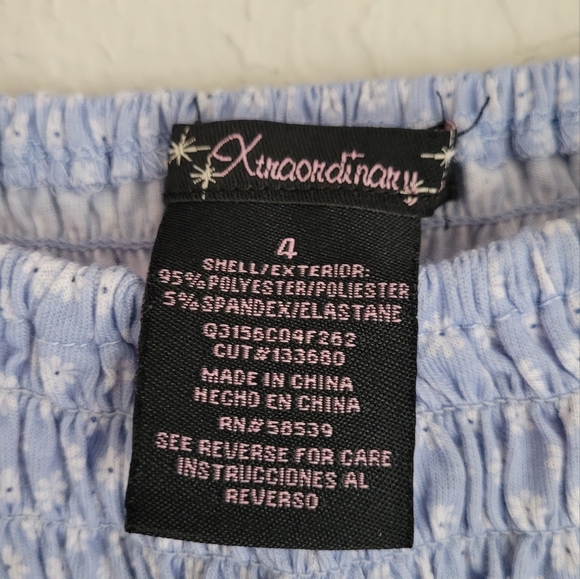 Xtraordinary
4
SHELL/EXTERIOR:
95% POLYESTER/POLIESTER
5% SPANDEX/ELASTANE
Q3156C04F262
CUT#133680
MADE IN CHINA
HECHO EN CHINA
RN#58539
SEE REVERSE FOR CARE
INSTRUCCIONES AL
REVERSO